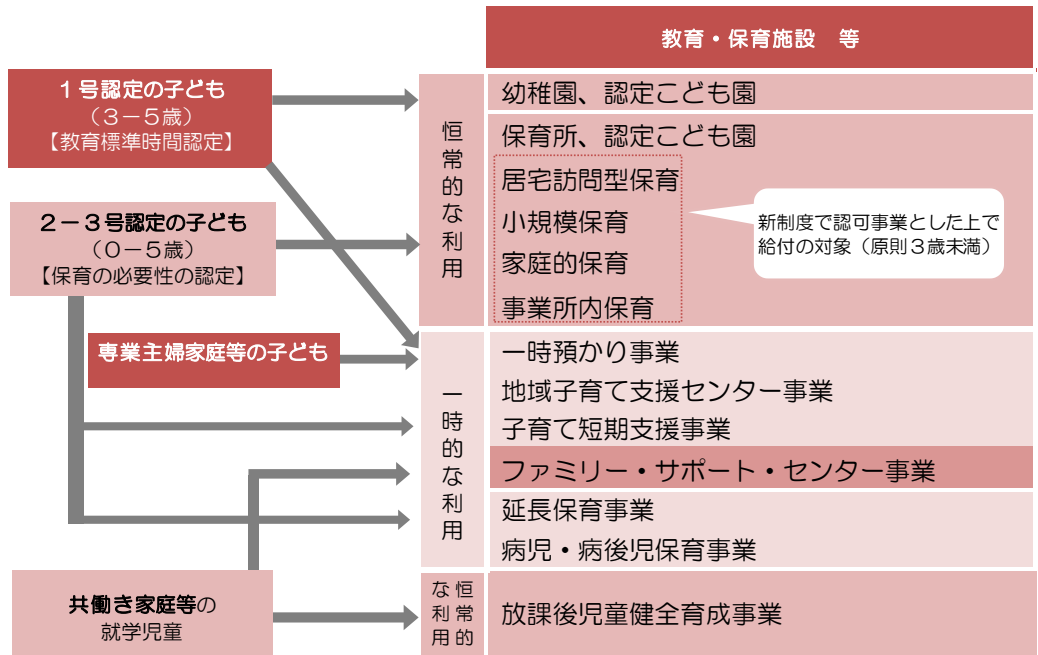 教育・保育施設　等
１号認定の子ども
（３－５歳）
【教育標準時間認定】
２－３号認定の子ども
（０－５歳）
【保育の必要性の認定】
専業主婦家庭等の子ども
共働き家庭等の
就学児童
恒常的な利用
幼稚園、認定こども園
保育所、認定こども園
居宅訪問型保育
小規模保育
家庭的保育
事業所内保育
新制度で認可事業とした上で
給付の対象（原則３歳未満）
一時的な利用
一時預かり事業
地域子育て支援センター事業
子育て短期支援事業
ファミリー・サポート・センター事業
延長保育事業
病児・病後児保育事業
恒常的
な利用
放課後児童健全育成事業